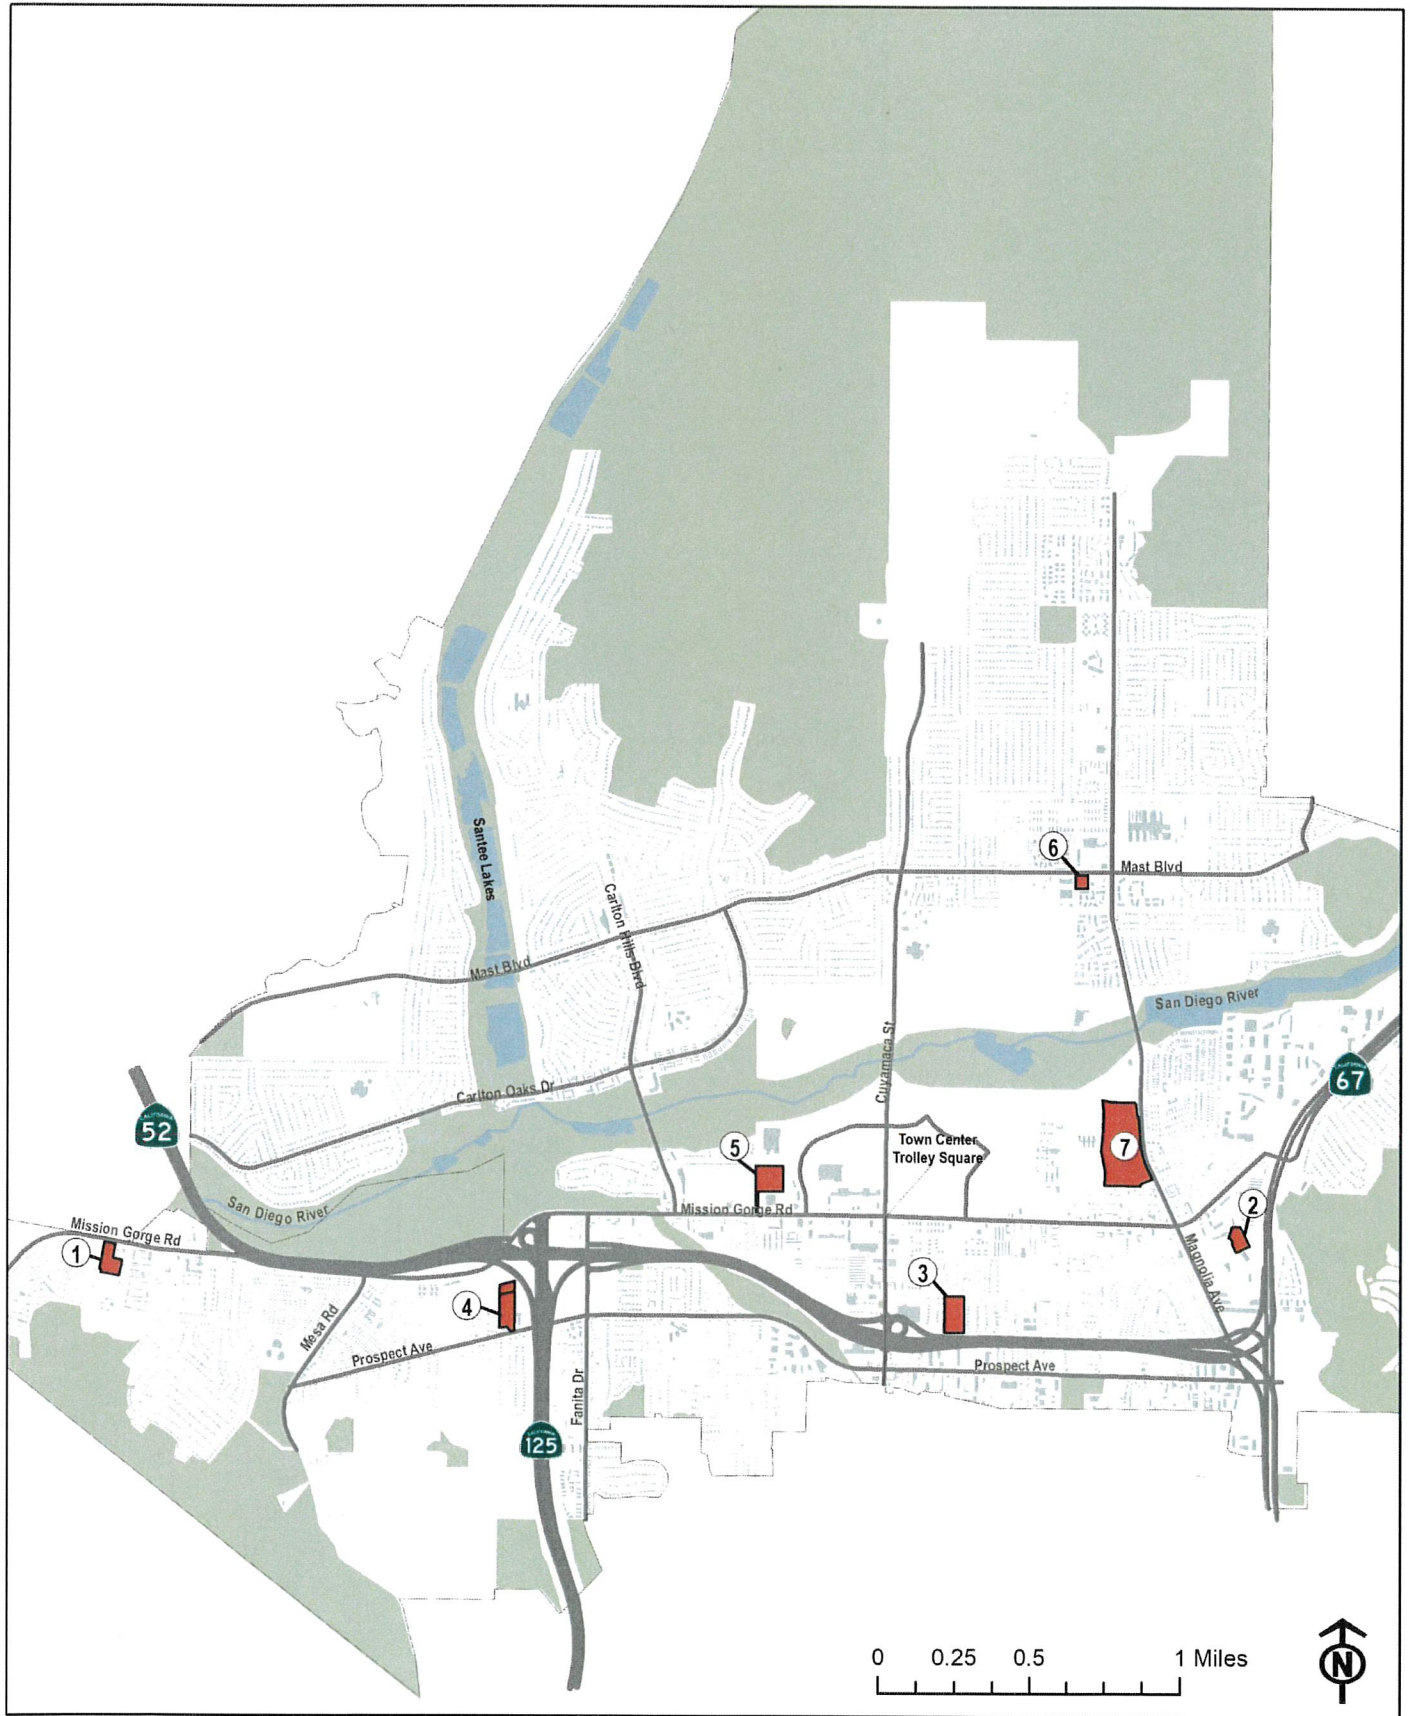 6
Mast Blvd
Santee Lakes
Carlton Hills Blvd
Mast Blvd
San Diego River
Cuyamaca St
CALIFORNIA
67
Carlton Oaks Dr
CALIFORNIA
52
Town Center
Trolley Square
7
5
San Diego River
Mission Gorge Rd
2
Mission Gorge Rd
1
Magnolia Ave
3
4
Mesa Rd
Prospect Ave
Prospect Ave
Fanita Dr
CALIFORNIA
125
0 0.25 0.5 1 Miles
N